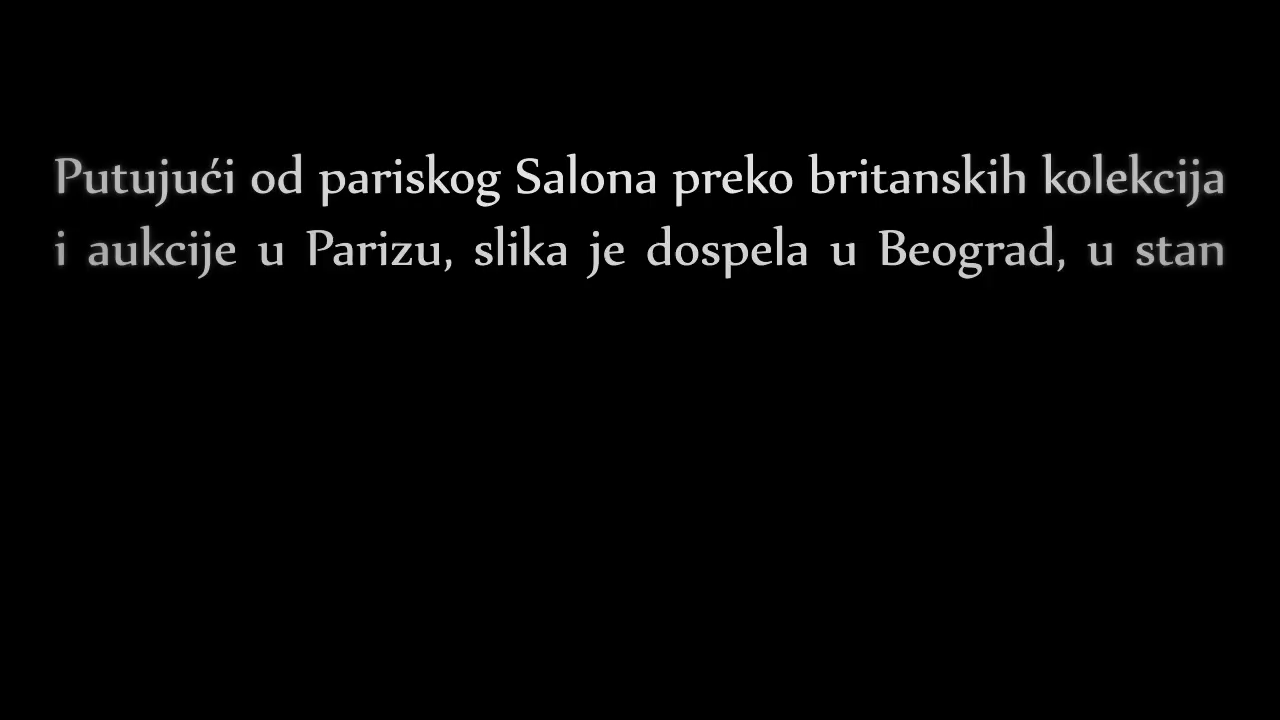 Putujući od pariskog Salona preko britanskih kolekcija
i aukcije u Parizu, slika je dospela u Beograd, u stan